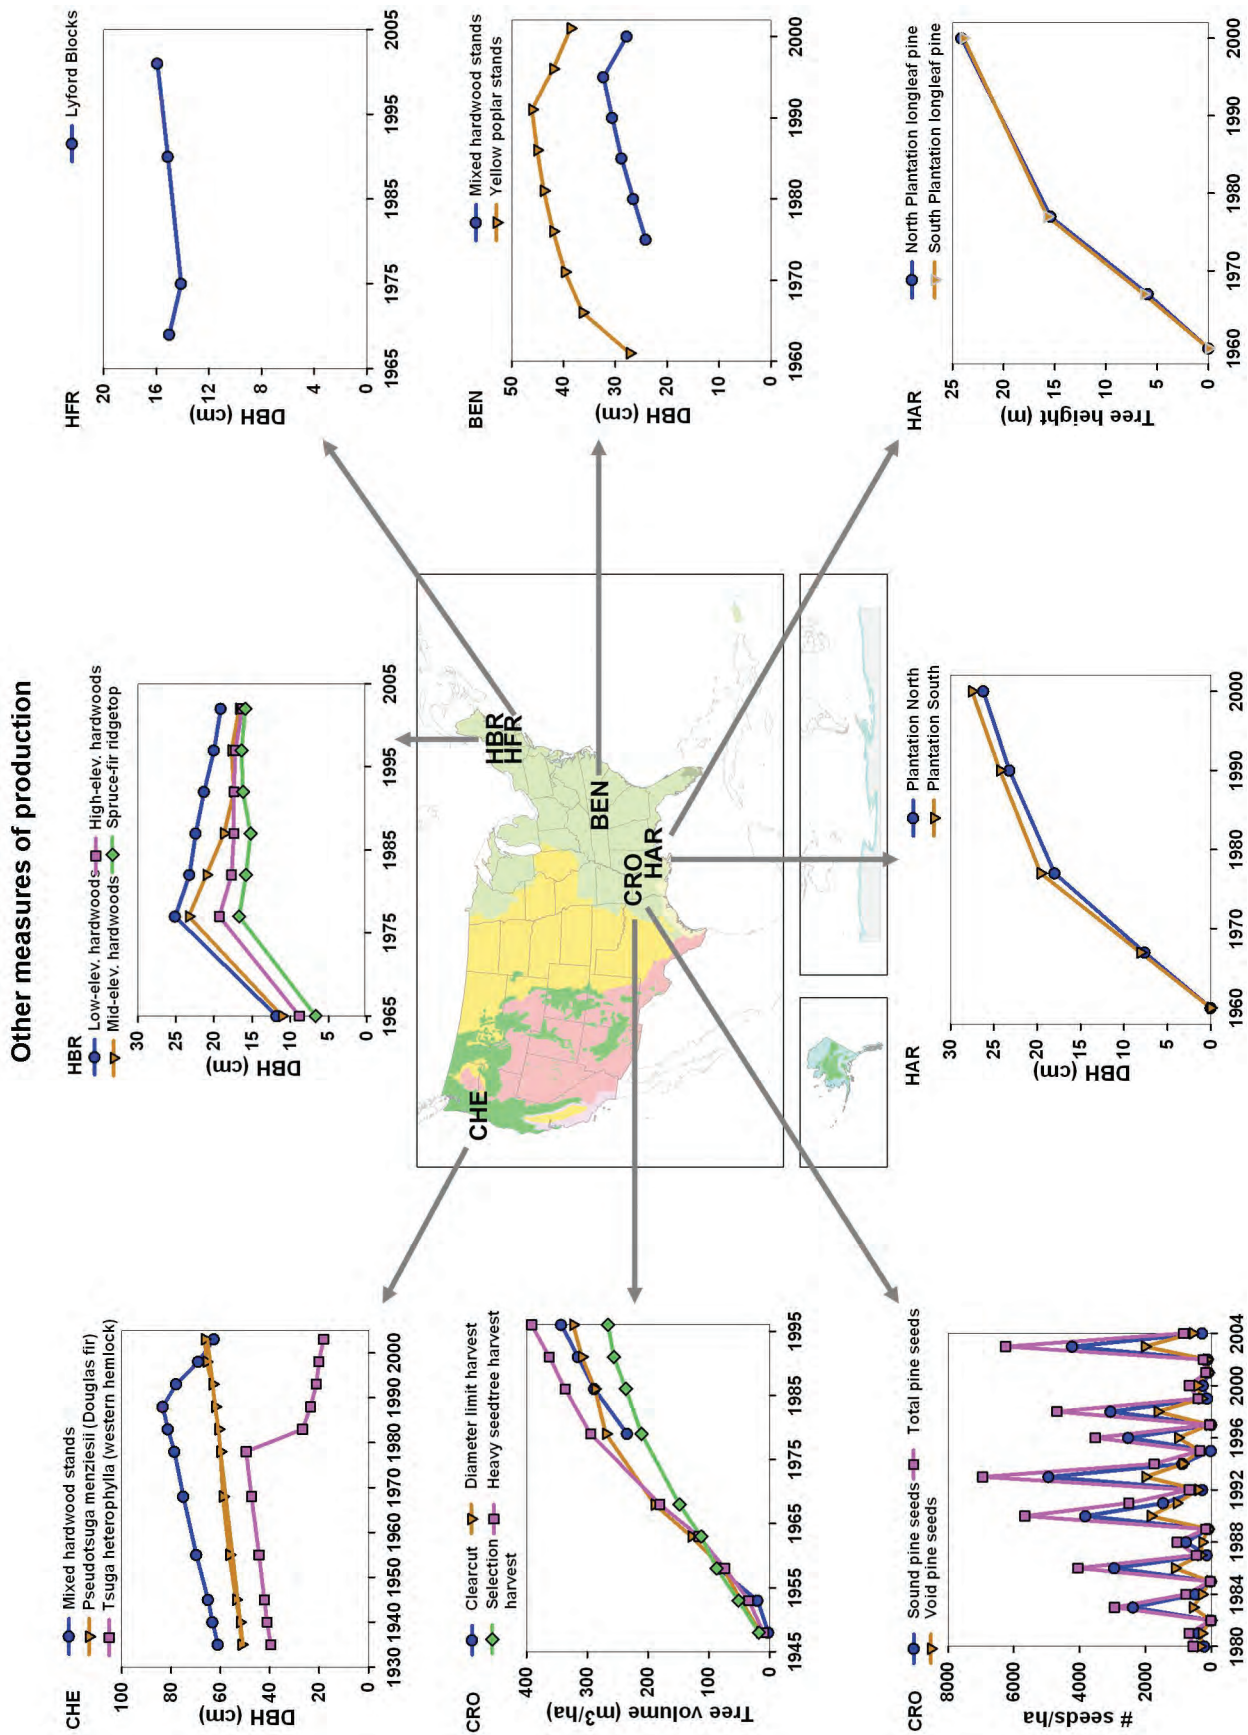 Other measures of production
CHE
Mixed hardwood stands
Pseudotsuga menziesii (Douglas fir)
Tsuga heterophylla (western hemlock)
DBH (cm)
100
80
60
40
20
0
1930 1940 1950 1960 1970 1980 1990 2000
HBR
Low-elev. hardwoods
High-elev. hardwoods
Mid-elev. hardwoods
Spruce-fir ridgetop
DBH (cm)
30
25
20
15
10
5
0
1965 1975 1985 1995 2005
HFR
Lyford Blocks
DBH (cm)
20
16
12
8
4
0
1965 1975 1985 1995 2005
CRO
Clearcut
Diameter limit harvest
Selection
harvest
Heavy seedtree harvest
Tree volume (m3/ha)
400
300
200
100
0
1945 1955 1965 1975 1985 1995
CHE
HBR
HFR
BEN
CRO
HAR
BEN
Mixed hardwood stands
Yellow poplar stands
DBH (cm)
50
40
30
20
10
0
1960 1970 1980 1990 2000
CRO
Sound pine seeds
Total pine seeds
Void pine seeds
# seeds/ha
8000
6000
4000
2000
0
1980 1984 1988 1992 1996 2000 2004
HAR
Plantation North
Plantation South
DBH (cm)
30
25
20
15
10
5
0
1960 1970 1980 1990 2000
HAR
North Plantation longleaf pine
South Plantation longleaf pine
Tree height (m)
25
20
15
10
5
0
1960 1970 1980 1990 2000